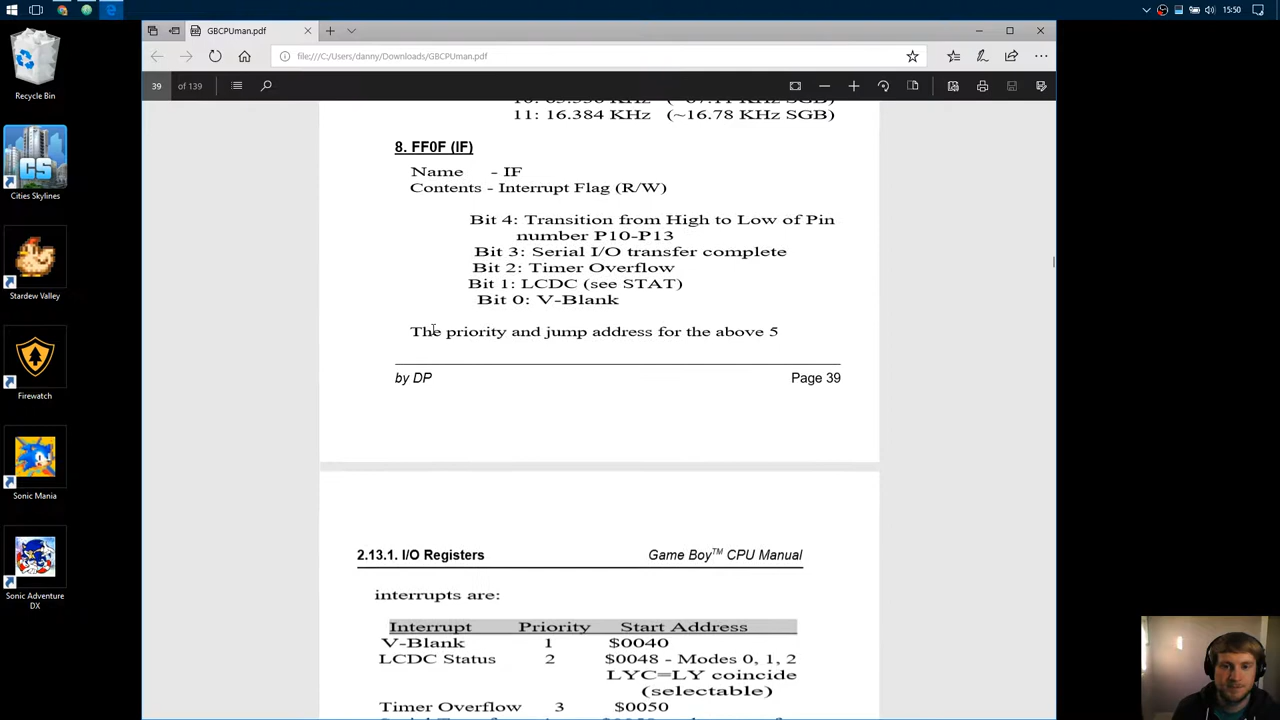 15:50
GBCPUman.pdf
file:///C:/Users/danny/Downloads/GBCPUman.pdf
39 of 139
Recycle Bin
Cities Skylines
Stardew Valley
Firewatch
Sonic Mania
Sonic Adventure
DX
11: 16.384 KHz (~16.78 KHz SGB)
8. FF0F (IF)
Name - IF
Contents - Interrupt Flag (R/W)
Bit 4: Transition from High to Low of Pin
number P10-P13
Bit 3: Serial I/O transfer complete
Bit 2: Timer Overflow
Bit 1: LCDC (see STAT)
Bit 0: V-Blank
The priority and jump address for the above 5
by DP Page 39
2.13.1. I/O Registers Game Boy™ CPU Manual
interrupts are:
Interrupt Priority Start Address
V-Blank 1 $0040
LCDC Status 2 $0048 - Modes 0, 1, 2
LYC=LY coincide
(selectable)
Timer Overflow 3 $0050